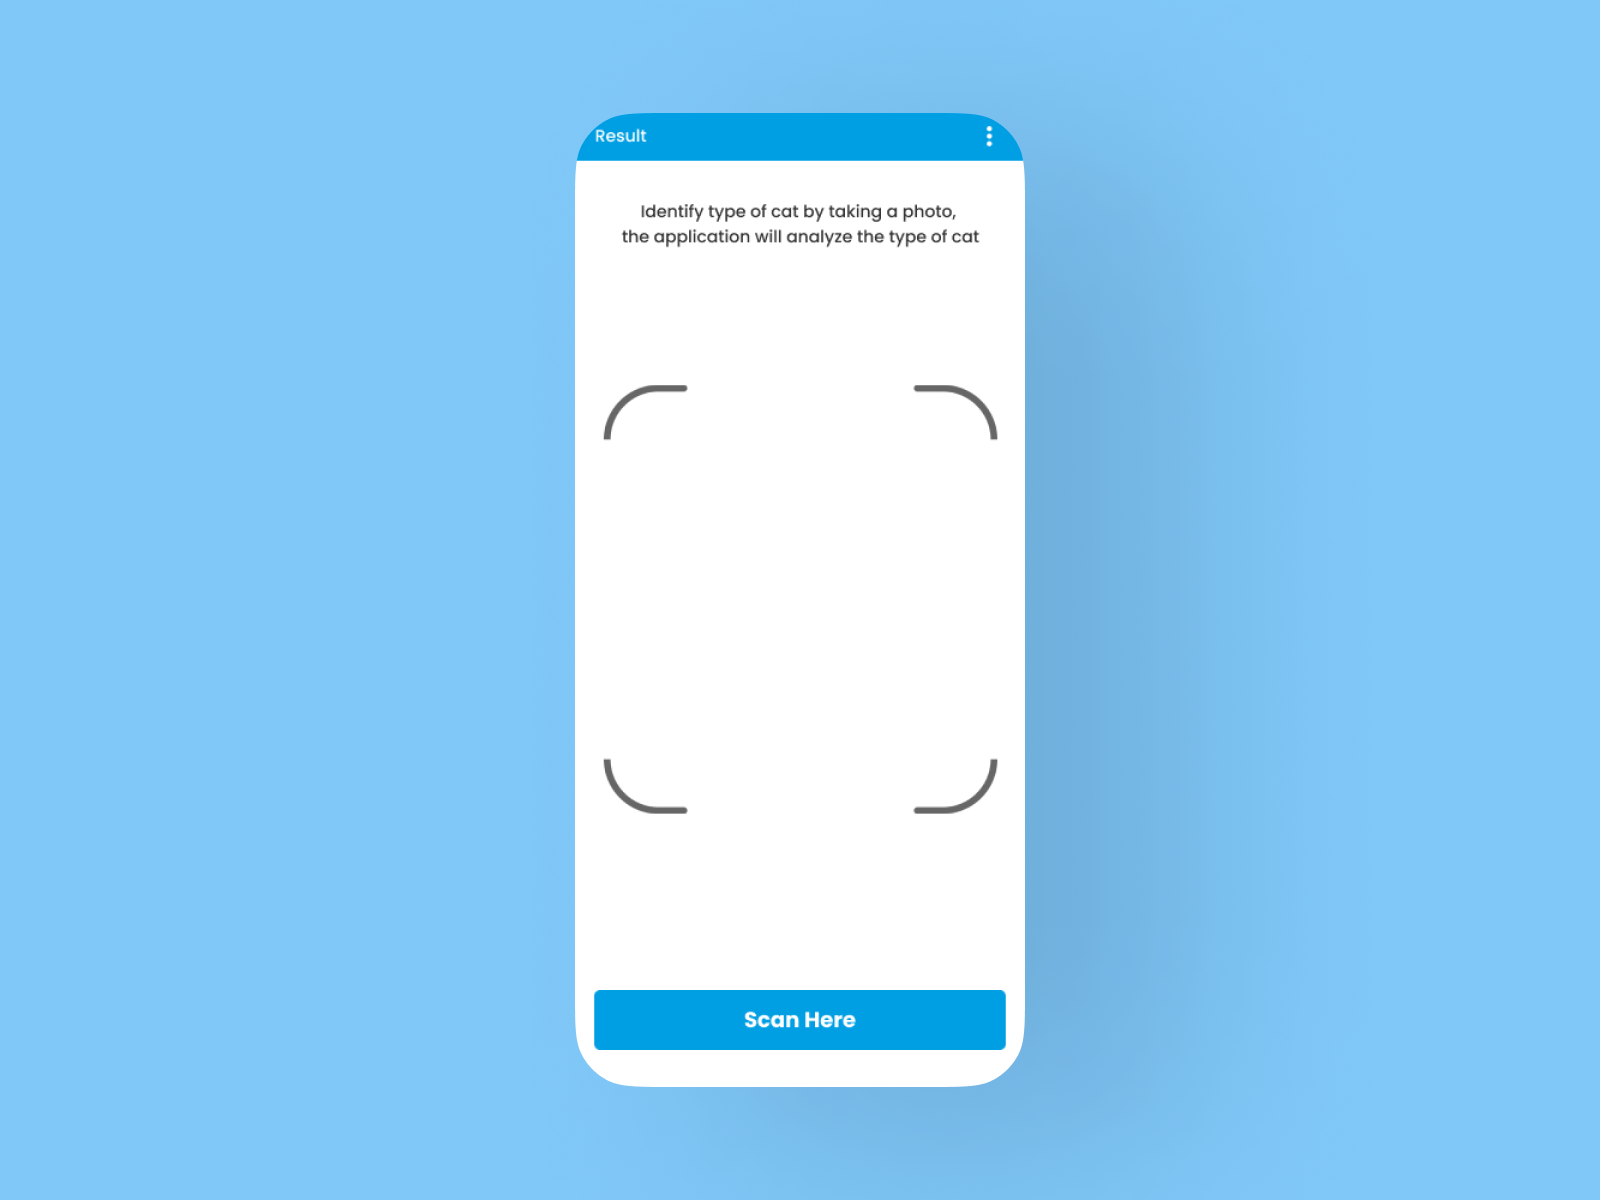 Result
Identify type of cat by taking a photo,
the application will analyze the type of cat
Scan Here